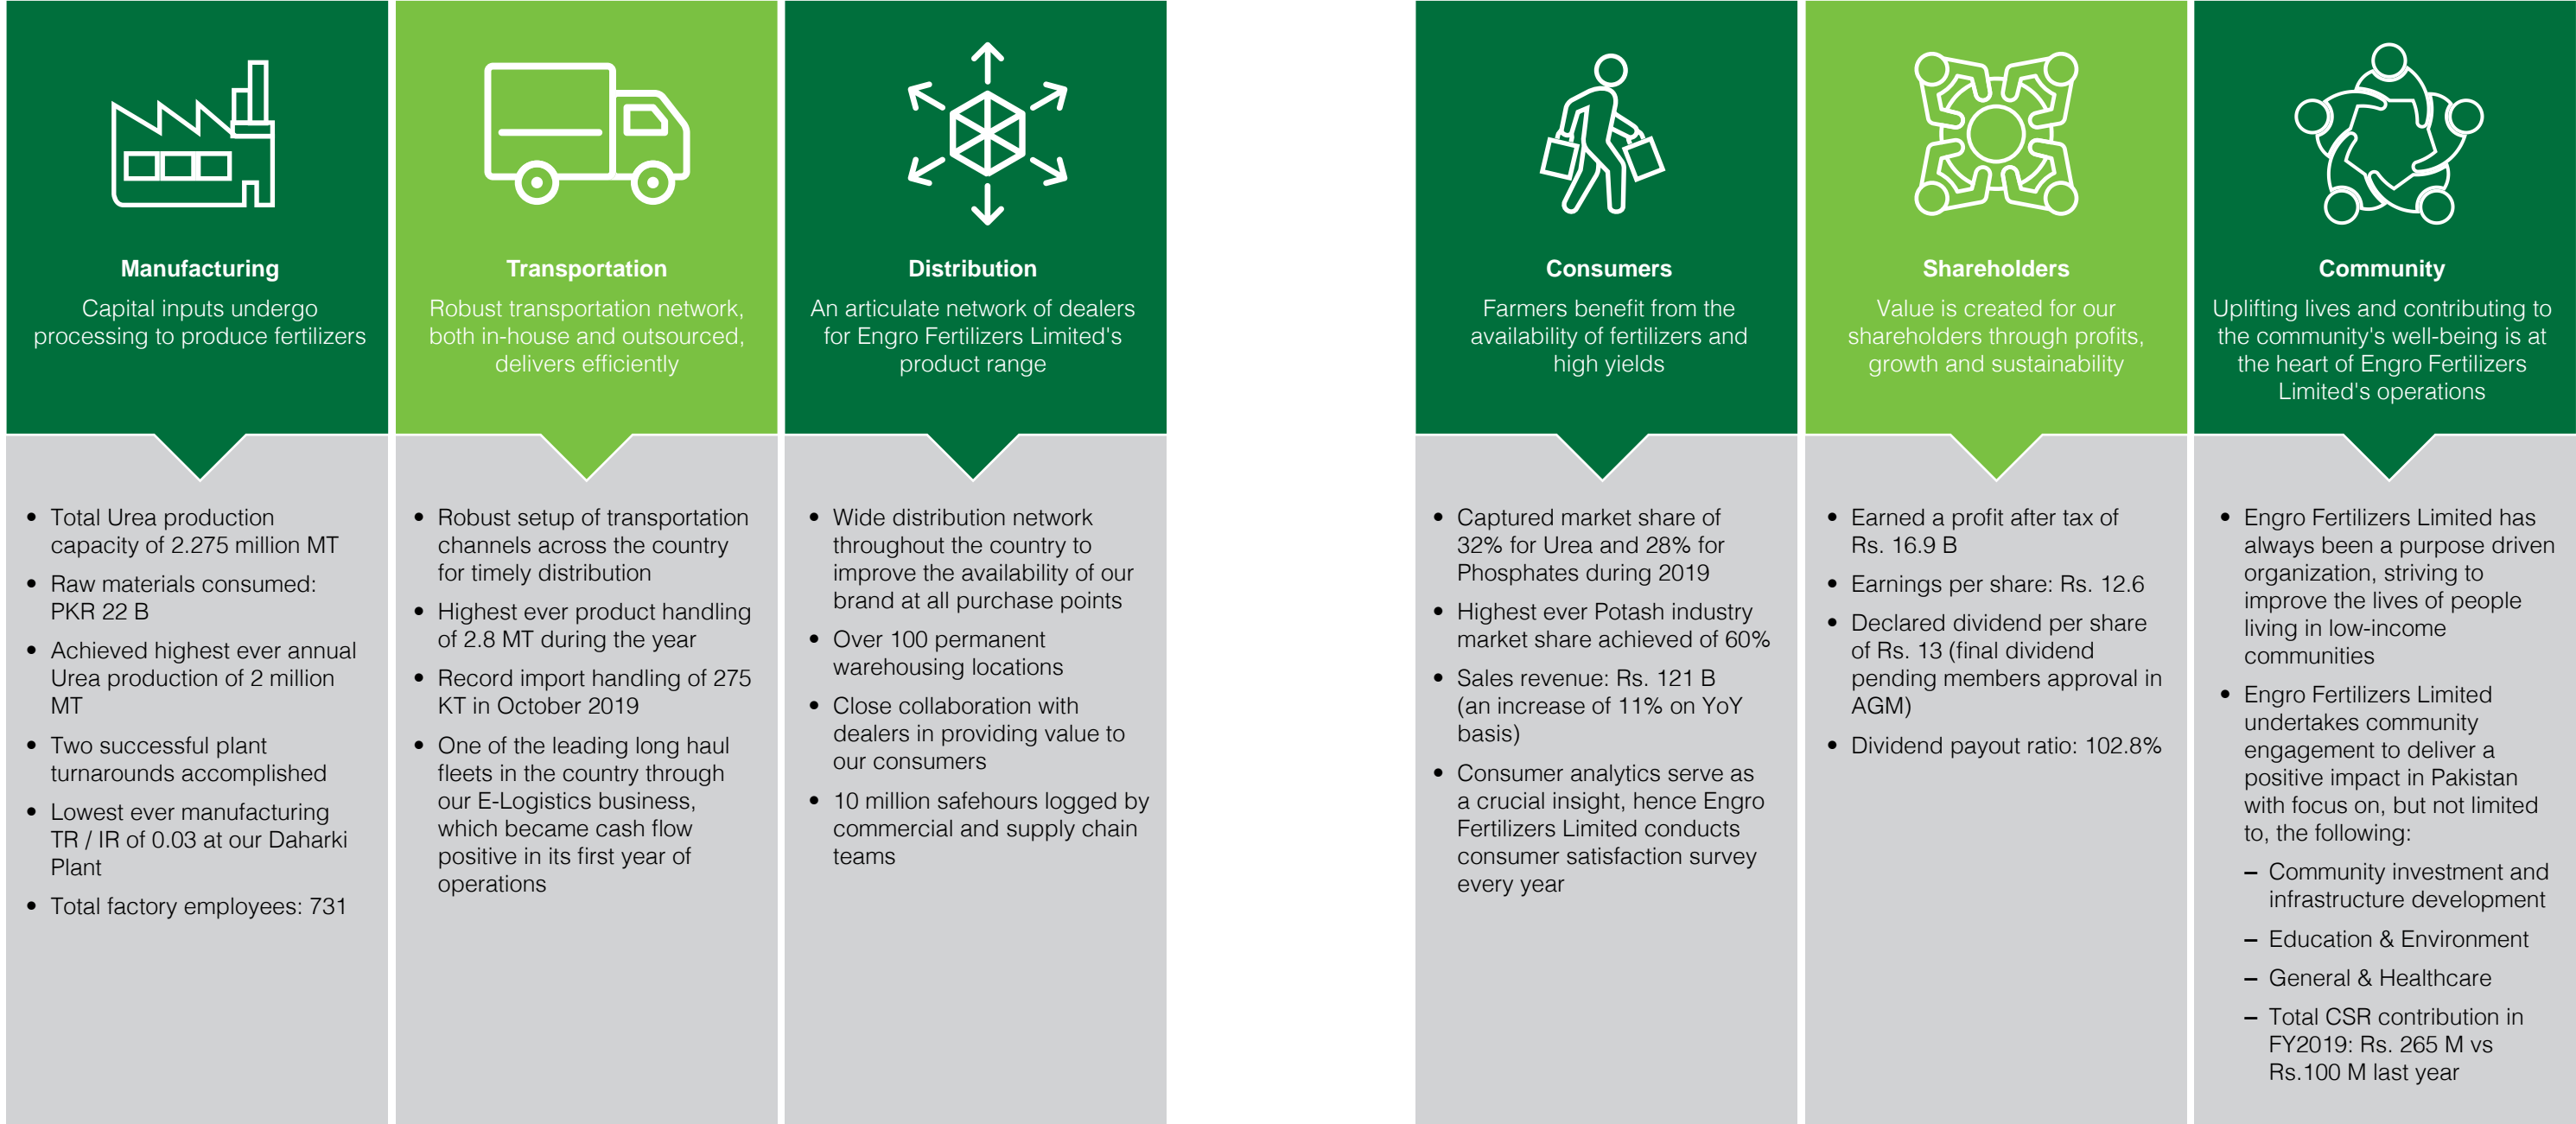 Manufacturing
Capital inputs undergo
processing to produce fertilizers
• Total Urea production
capacity of 2.275 million MT
• Raw materials consumed:
PKR 22 B
• Achieved highest ever annual
Urea production of 2 million
MT
• Two successful plant
turnarounds accomplished
• Lowest ever manufacturing
TR / IR of 0.03 at our Daharki
Plant
• Total factory employees: 731
Transportation
Robust transportation network,
both in-house and outsourced,
delivers efficiently
• Robust setup of transportation
channels across the country
for timely distribution
• Highest ever product handling
of 2.8 MT during the year
• Record import handling of 275
KT in October 2019
• One of the leading long haul
fleets in the country through
our E-Logistics business,
which became cash flow
positive in its first year of
operations
Distribution
An articulate network of dealers
for Engro Fertilizers Limited's
product range
• Wide distribution network
throughout the country to
improve the availability of our
brand at all purchase points
• Over 100 permanent
warehousing locations
• Close collaboration with
dealers in providing value to
our consumers
• 10 million safehours logged by
commercial and supply chain
teams
Consumers
Farmers benefit from the
availability of fertilizers and
high yields
• Captured market share of
32% for Urea and 28% for
Phosphates during 2019
• Highest ever Potash industry
market share achieved of 60%
• Sales revenue: Rs. 121 B
(an increase of 11% on YoY
basis)
• Consumer analytics serve as
a crucial insight, hence Engro
Fertilizers Limited conducts
consumer satisfaction survey
every year
Shareholders
Value is created for our
shareholders through profits,
growth and sustainability
• Earned a profit after tax of
Rs. 16.9 B
• Earnings per share: Rs. 12.6
• Declared dividend per share
of Rs. 13 (final dividend
pending members approval in
AGM)
• Dividend payout ratio: 102.8%
Community
Uplifting lives and contributing to
the community's well-being is at
the heart of Engro Fertilizers
Limited's operations
• Engro Fertilizers Limited has
always been a purpose driven
organization, striving to
improve the lives of people
living in low-income
communities
• Engro Fertilizers Limited
undertakes community
engagement to deliver a
positive impact in Pakistan
with focus on, but not limited
to, the following:
– Community investment and
infrastructure development
– Education & Environment
– General & Healthcare
– Total CSR contribution in
FY2019: Rs. 265 M vs
Rs.100 M last year